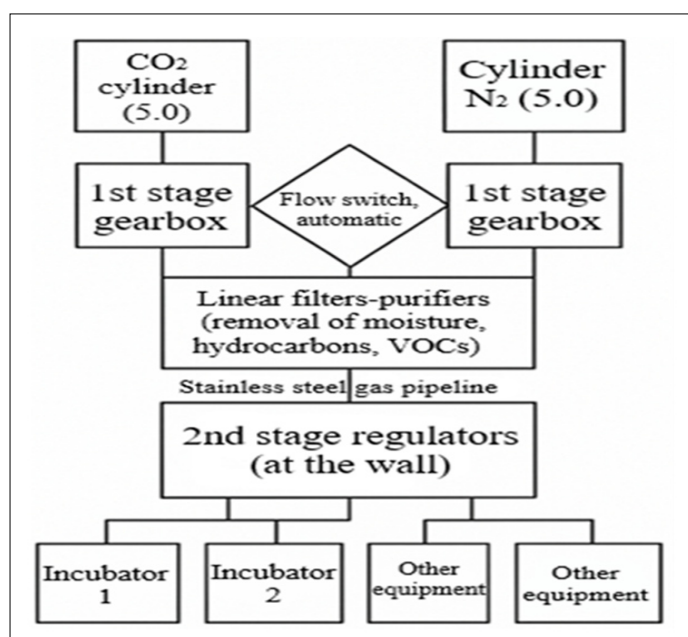 CO₂
cylinder
(5.0)
Cylinder
N₂ (5.0)
1st stage
gearbox
Flow switch,
automatic
1st stage
gearbox
Linear filters-purifiers
(removal of moisture,
hydrocarbons, VOCs)
Stainless steel gas pipeline
2nd stage regulators
(at the wall)
Incubator
1
Incubator
2
Other
equipment
Other
equipment